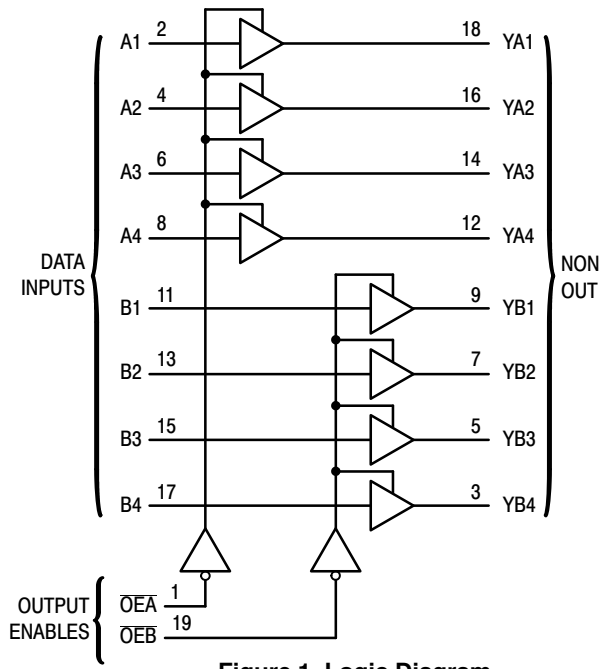 A1 2 18 YA1
A2 4 16 YA2
A3 6 14 YA3
A4 8 12 YA4
DATA
INPUTS
NON
OUT
B1 11 9 YB1
B2 13 7 YB2
B3 15 5 YB3
B4 17 3 YB4
OUTPUT
ENABLES
O̅E̅A̅ 1
O̅E̅B̅ 19
Figure 1. Logic Diagram